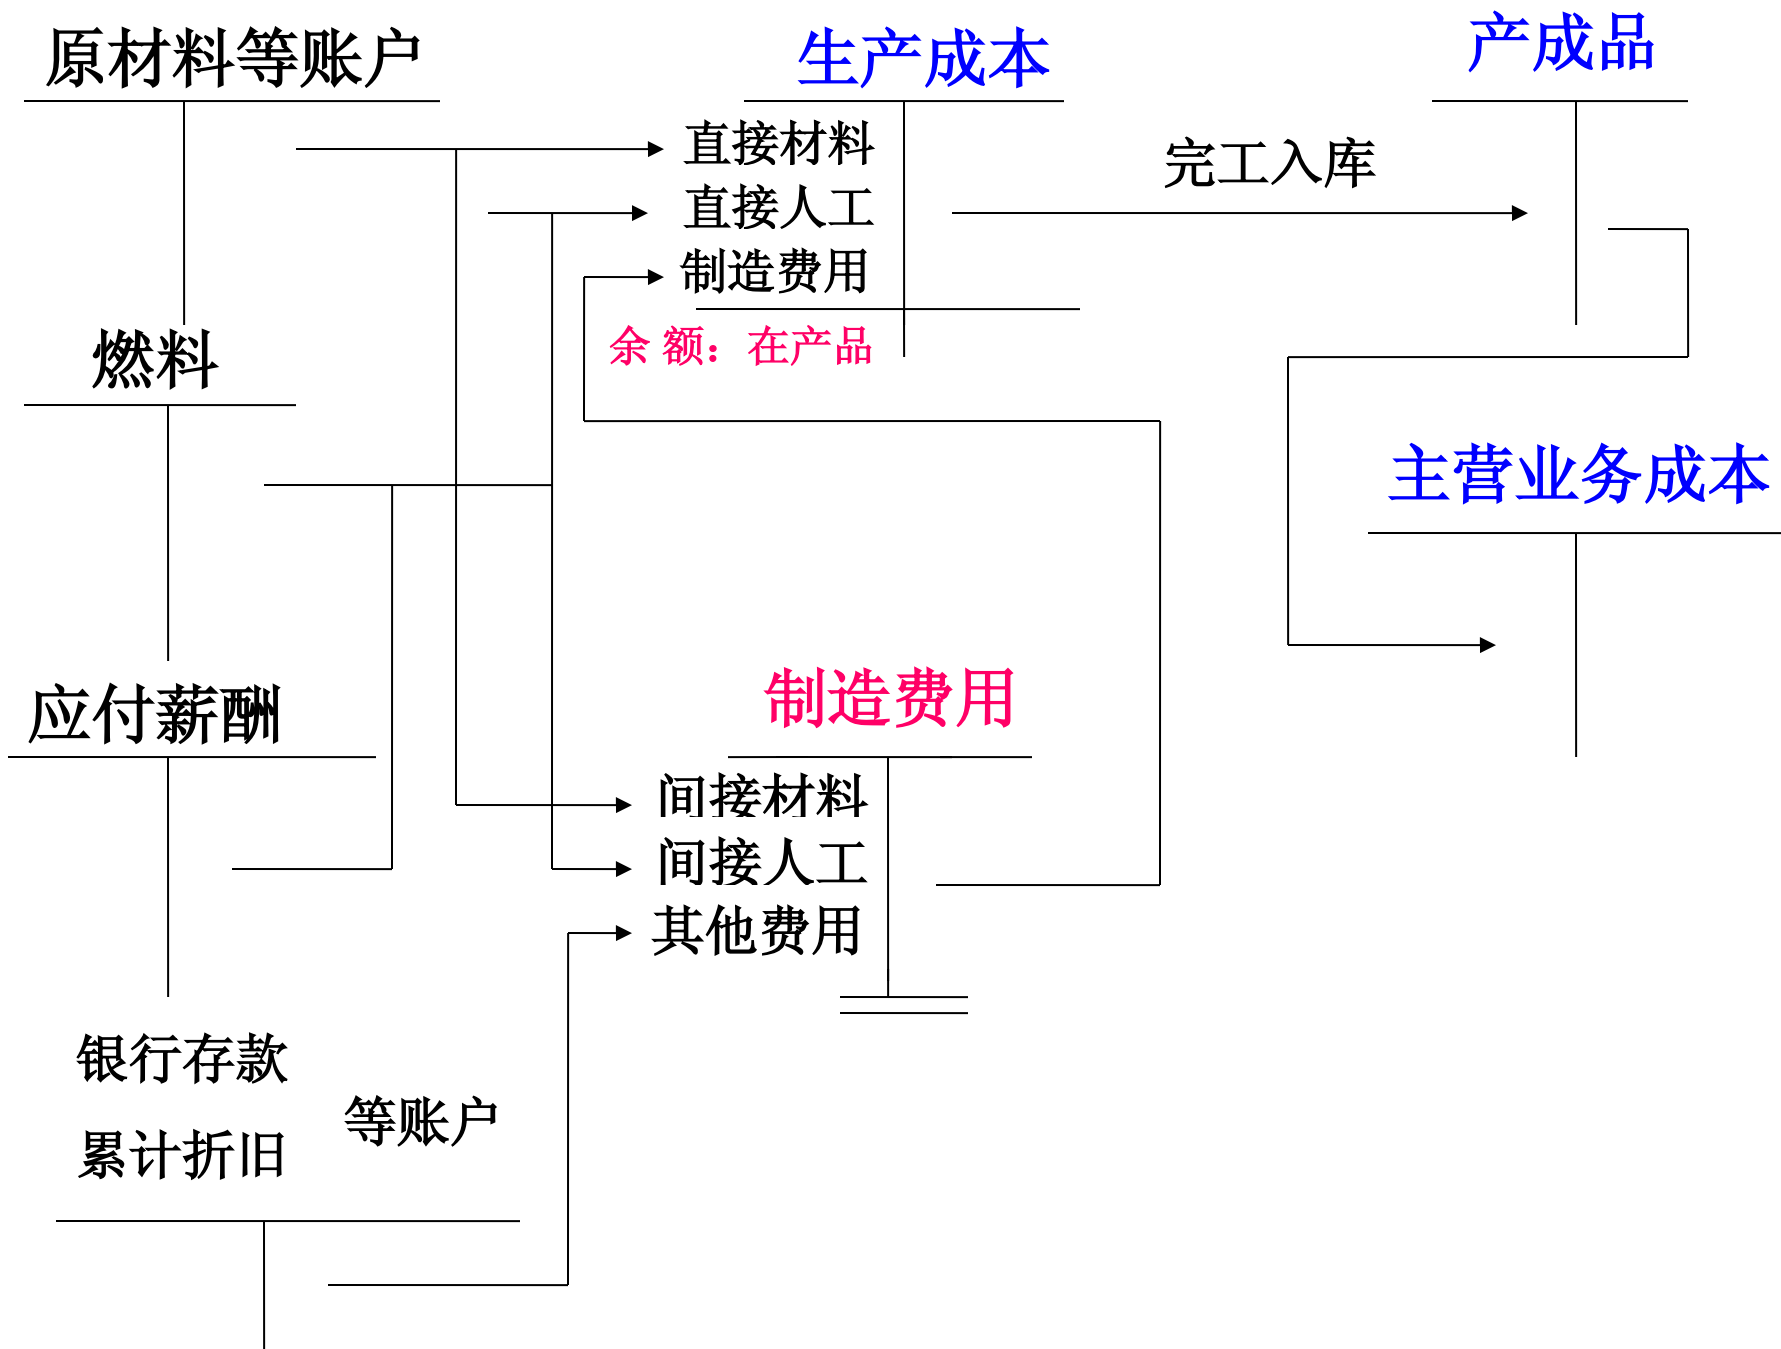 原材料等账户
生产成本
产成品
直接材料
直接人工
制造费用
完工入库
余 额：在产品
燃料
主营业务成本
应付薪酬
制造费用
间接材料
间接人工
其他费用
银行存款
等账户
累计折旧